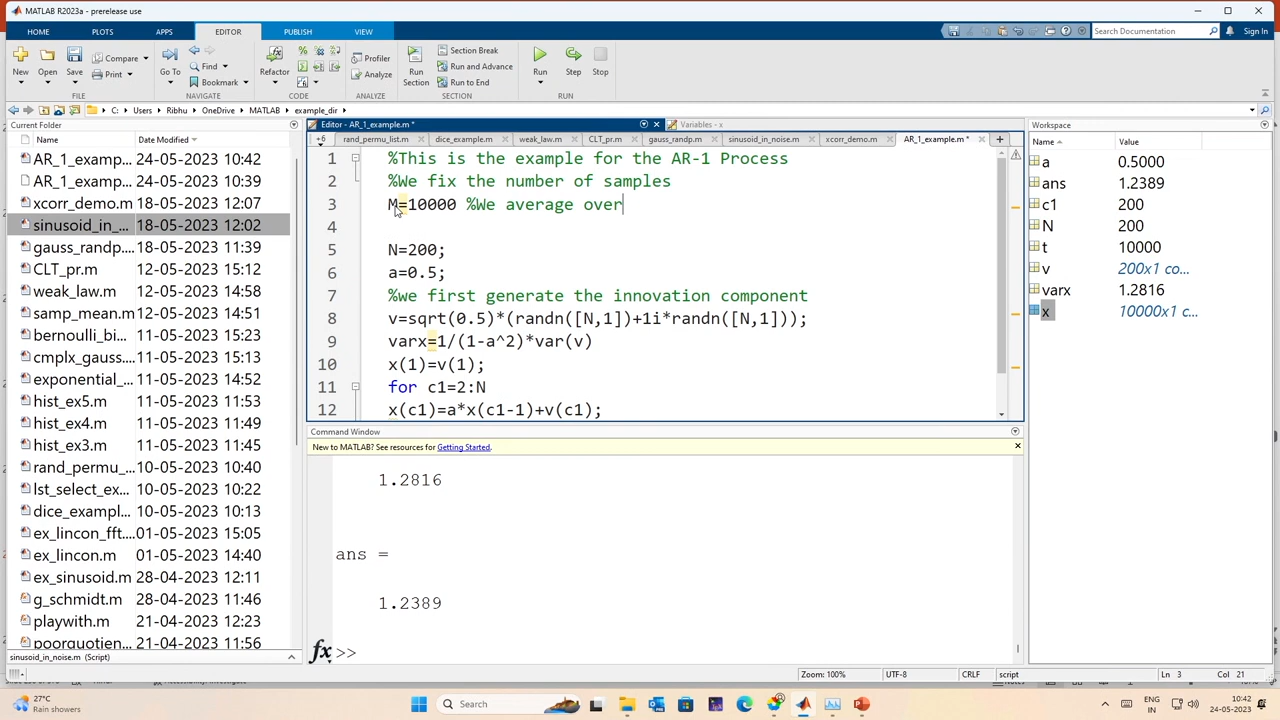 MATLAB R2023a - prerelease use
HOME PLOTS APPS EDITOR PUBLISH VIEW
Search Documentation Sign In
New Open Save Compare Print Go To Find Bookmark Refactor Profiler Analyze Run Section Section Break Run and Advance Run to End Run Step Stop
FILE NAVIGATE CODE ANALYZE SECTION RUN
C: Users Ribhu OneDrive MATLAB example_dir
Current Folder
Name Date Modified
AR_1_examp... 24-05-2023 10:42
AR_1_examp... 24-05-2023 10:39
xcorr_demo.m 18-05-2023 12:07
sinusoid_in_... 18-05-2023 12:02
gauss_randp... 18-05-2023 11:39
CLT_pr.m 12-05-2023 15:12
weak_law.m 12-05-2023 14:57
samp_mean.m 12-05-2023 14:51
bernoulli_bi... 11-05-2023 15:22
cmplx_gauss... 11-05-2023 15:13
exponential_... 11-05-2023 14:52
hist_ex5.m 11-05-2023 11:53
hist_ex4.m 11-05-2023 11:49
hist_ex3.m 11-05-2023 11:45
rand_permu_... 10-05-2023 10:40
lst_select_ex... 10-05-2023 10:22
dice_exampl... 10-05-2023 10:13
ex_lincon_fft... 01-05-2023 15:05
ex_lincon.m 01-05-2023 14:40
ex_sinusoid.m 28-04-2023 12:11
g_schmidt.m 28-04-2023 11:46
playwith.m 21-04-2023 12:23
poorquotien... 21-04-2023 11:56
sinusoid_in_noise.m (Script)
Editor - AR_1_example.m * Variables - x
+6 rand_permu_list.m dice_example.m weak_law.m CLT_pr.m gauss_randp.m sinusoid_in_noise.m xcorr_demo.m AR_1_example.m * +
1 %This is the example for the AR-1 Process
2 %We fix the number of samples
3 M=10000 %We average over
4
5 N=200;
6 a=0.5;
7 %we first generate the innovation component
8 v=sqrt(0.5)*(randn([N,1])+1i*randn([N,1]));
9 varx=1/(1-a^2)*var(v)
10 x(1)=v(1);
11 for c1=2:N
12 x(c1)=a*x(c1-1)+v(c1);
Command Window
New to MATLAB? See resources for Getting Started.
1.2816
ans =
1.2389
fx >>
Workspace
Name Value
a 0.5000
ans 1.2389
c1 200
N 200
t 10000
v 200x1 co...
varx 1.2816
x 10000x1 c...
Zoom: 100% UTF-8 CRLF script Ln 3 Col 21
27°C
Rain showers
Search
ENG
IN
10:42
24-05-2023